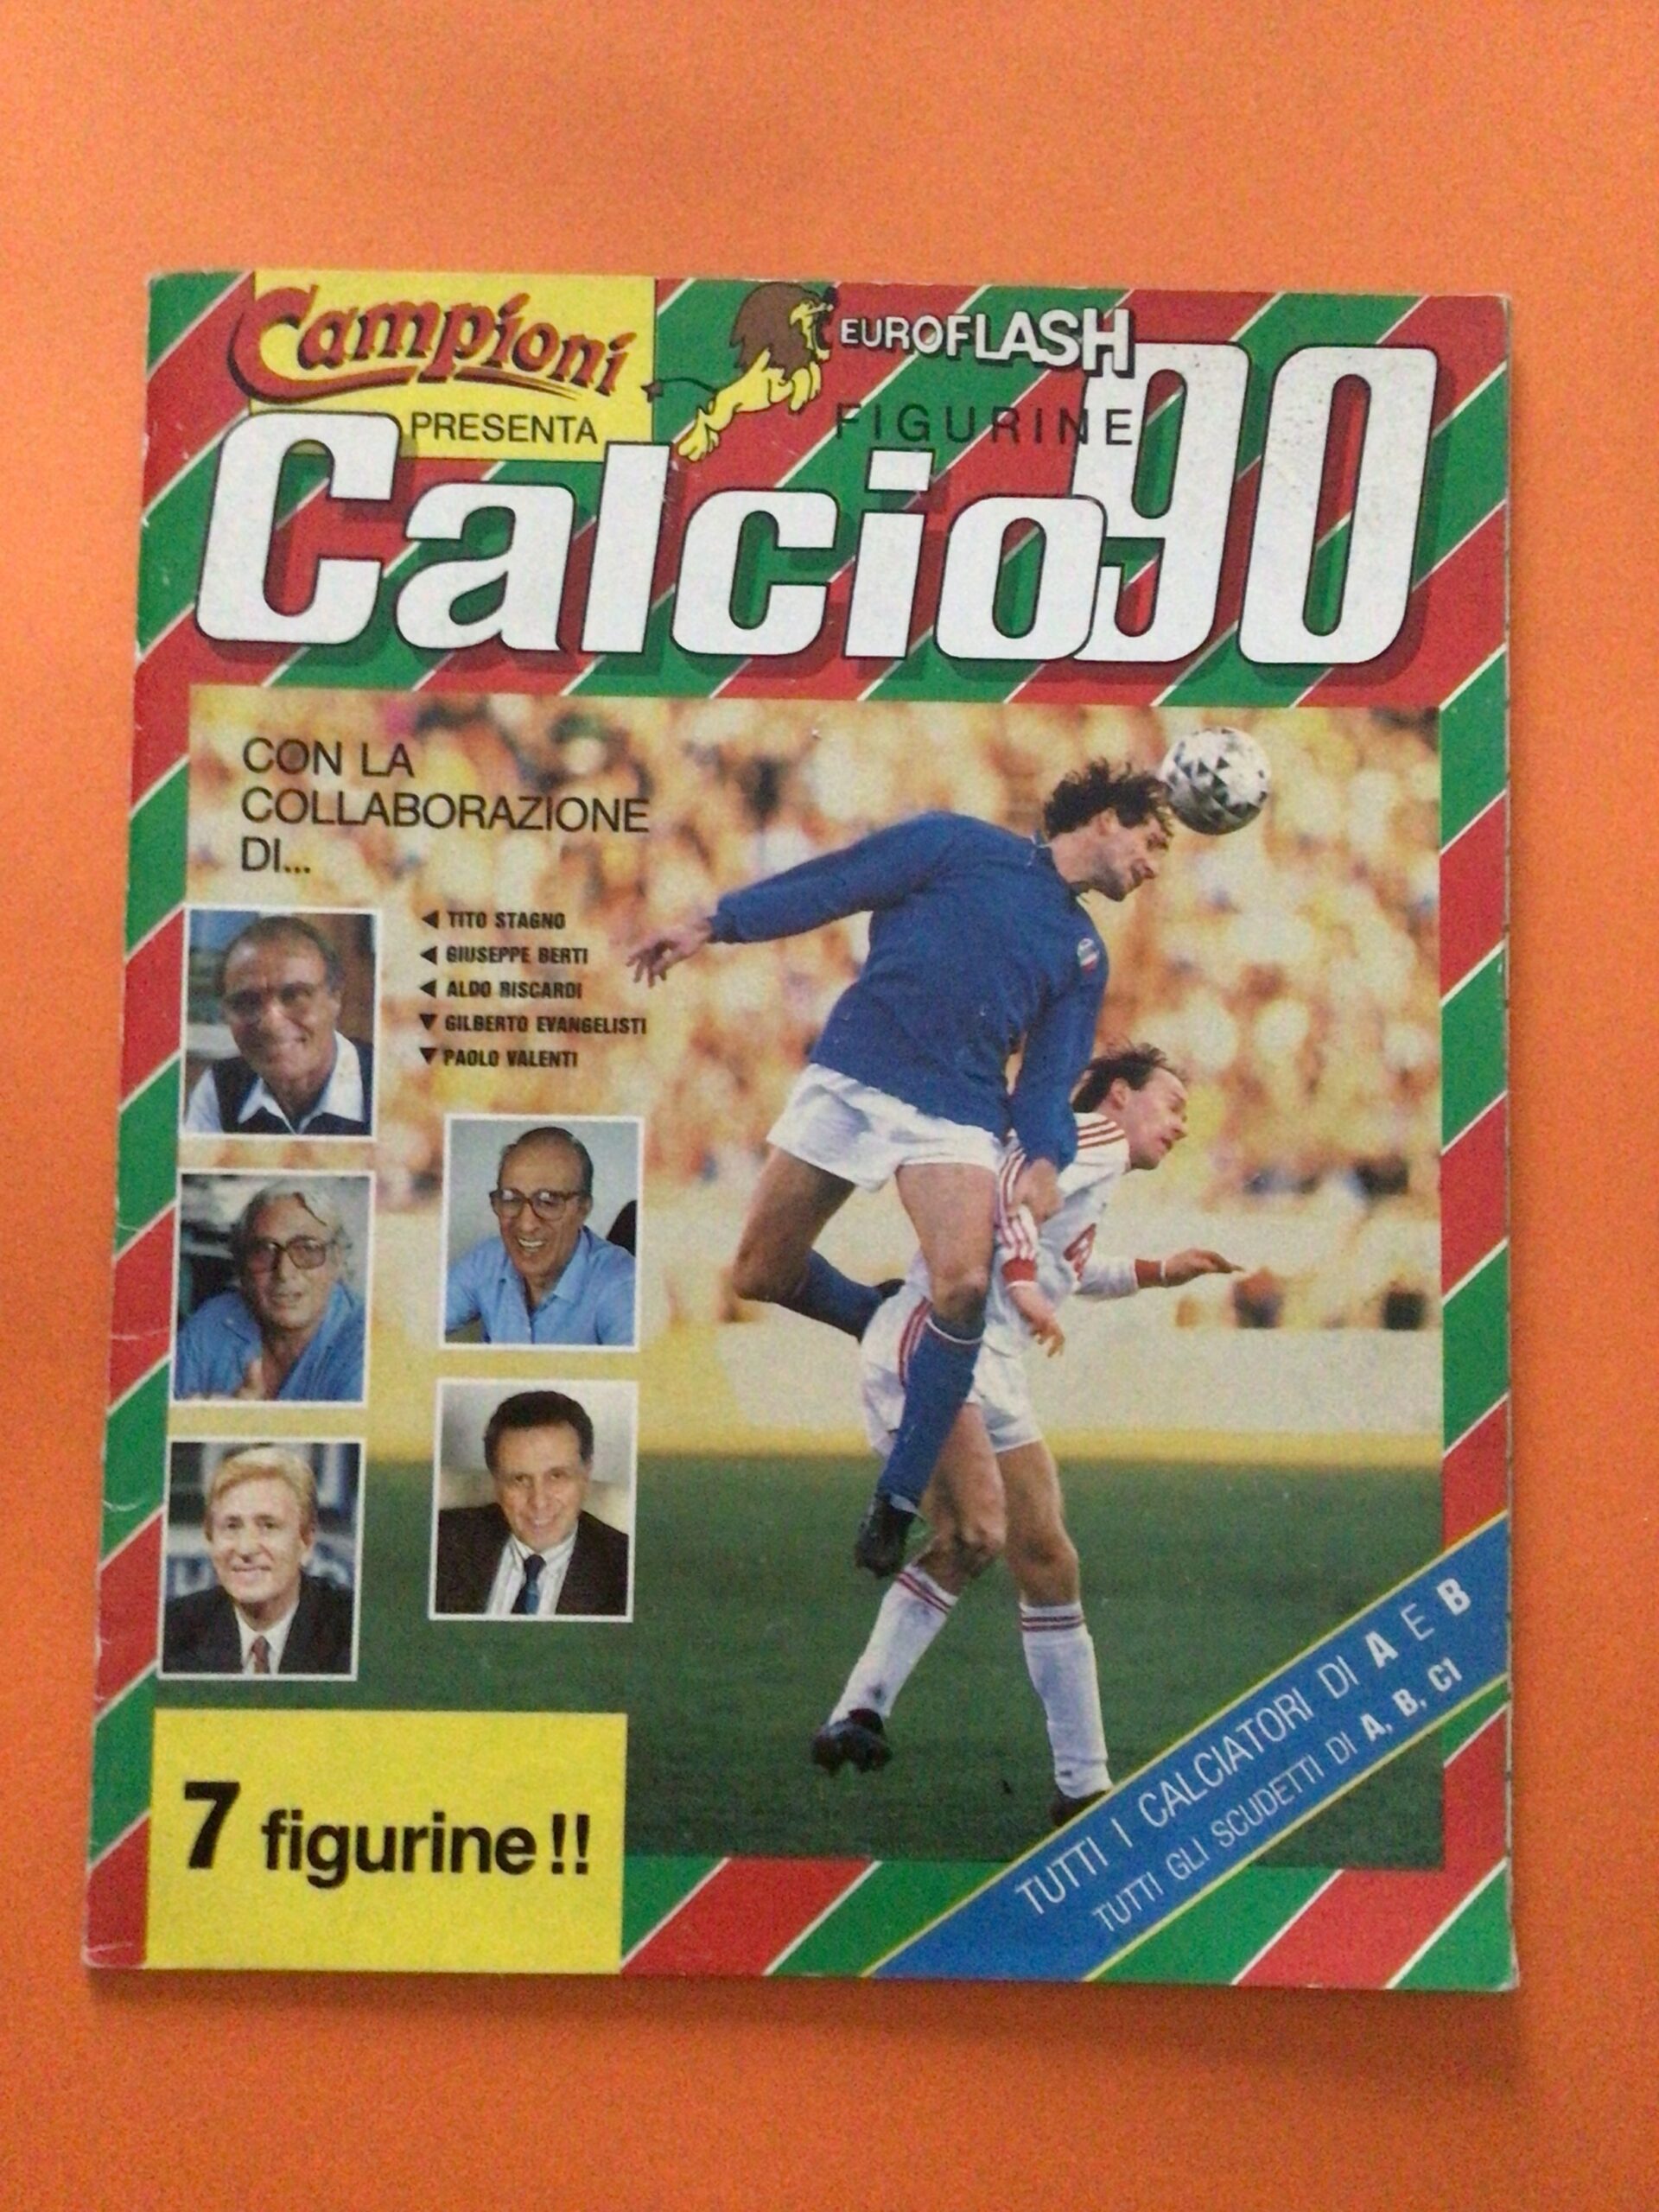 Campioni
PRESENTA
EUROFLASH
FIGURINE
Calcio 90
CON LA
COLLABORAZIONE
DI...
◄ TITO STAGNO
◄ GIUSEPPE BERTI
◄ ALDO BISCARDI
▼ GILBERTO EVANGELISTI
▼ PAOLO VALENTI
7 figurine!!
TUTTI I CALCIATORI DI A E B
TUTTI GLI SCUDETTI DI A, B, C1